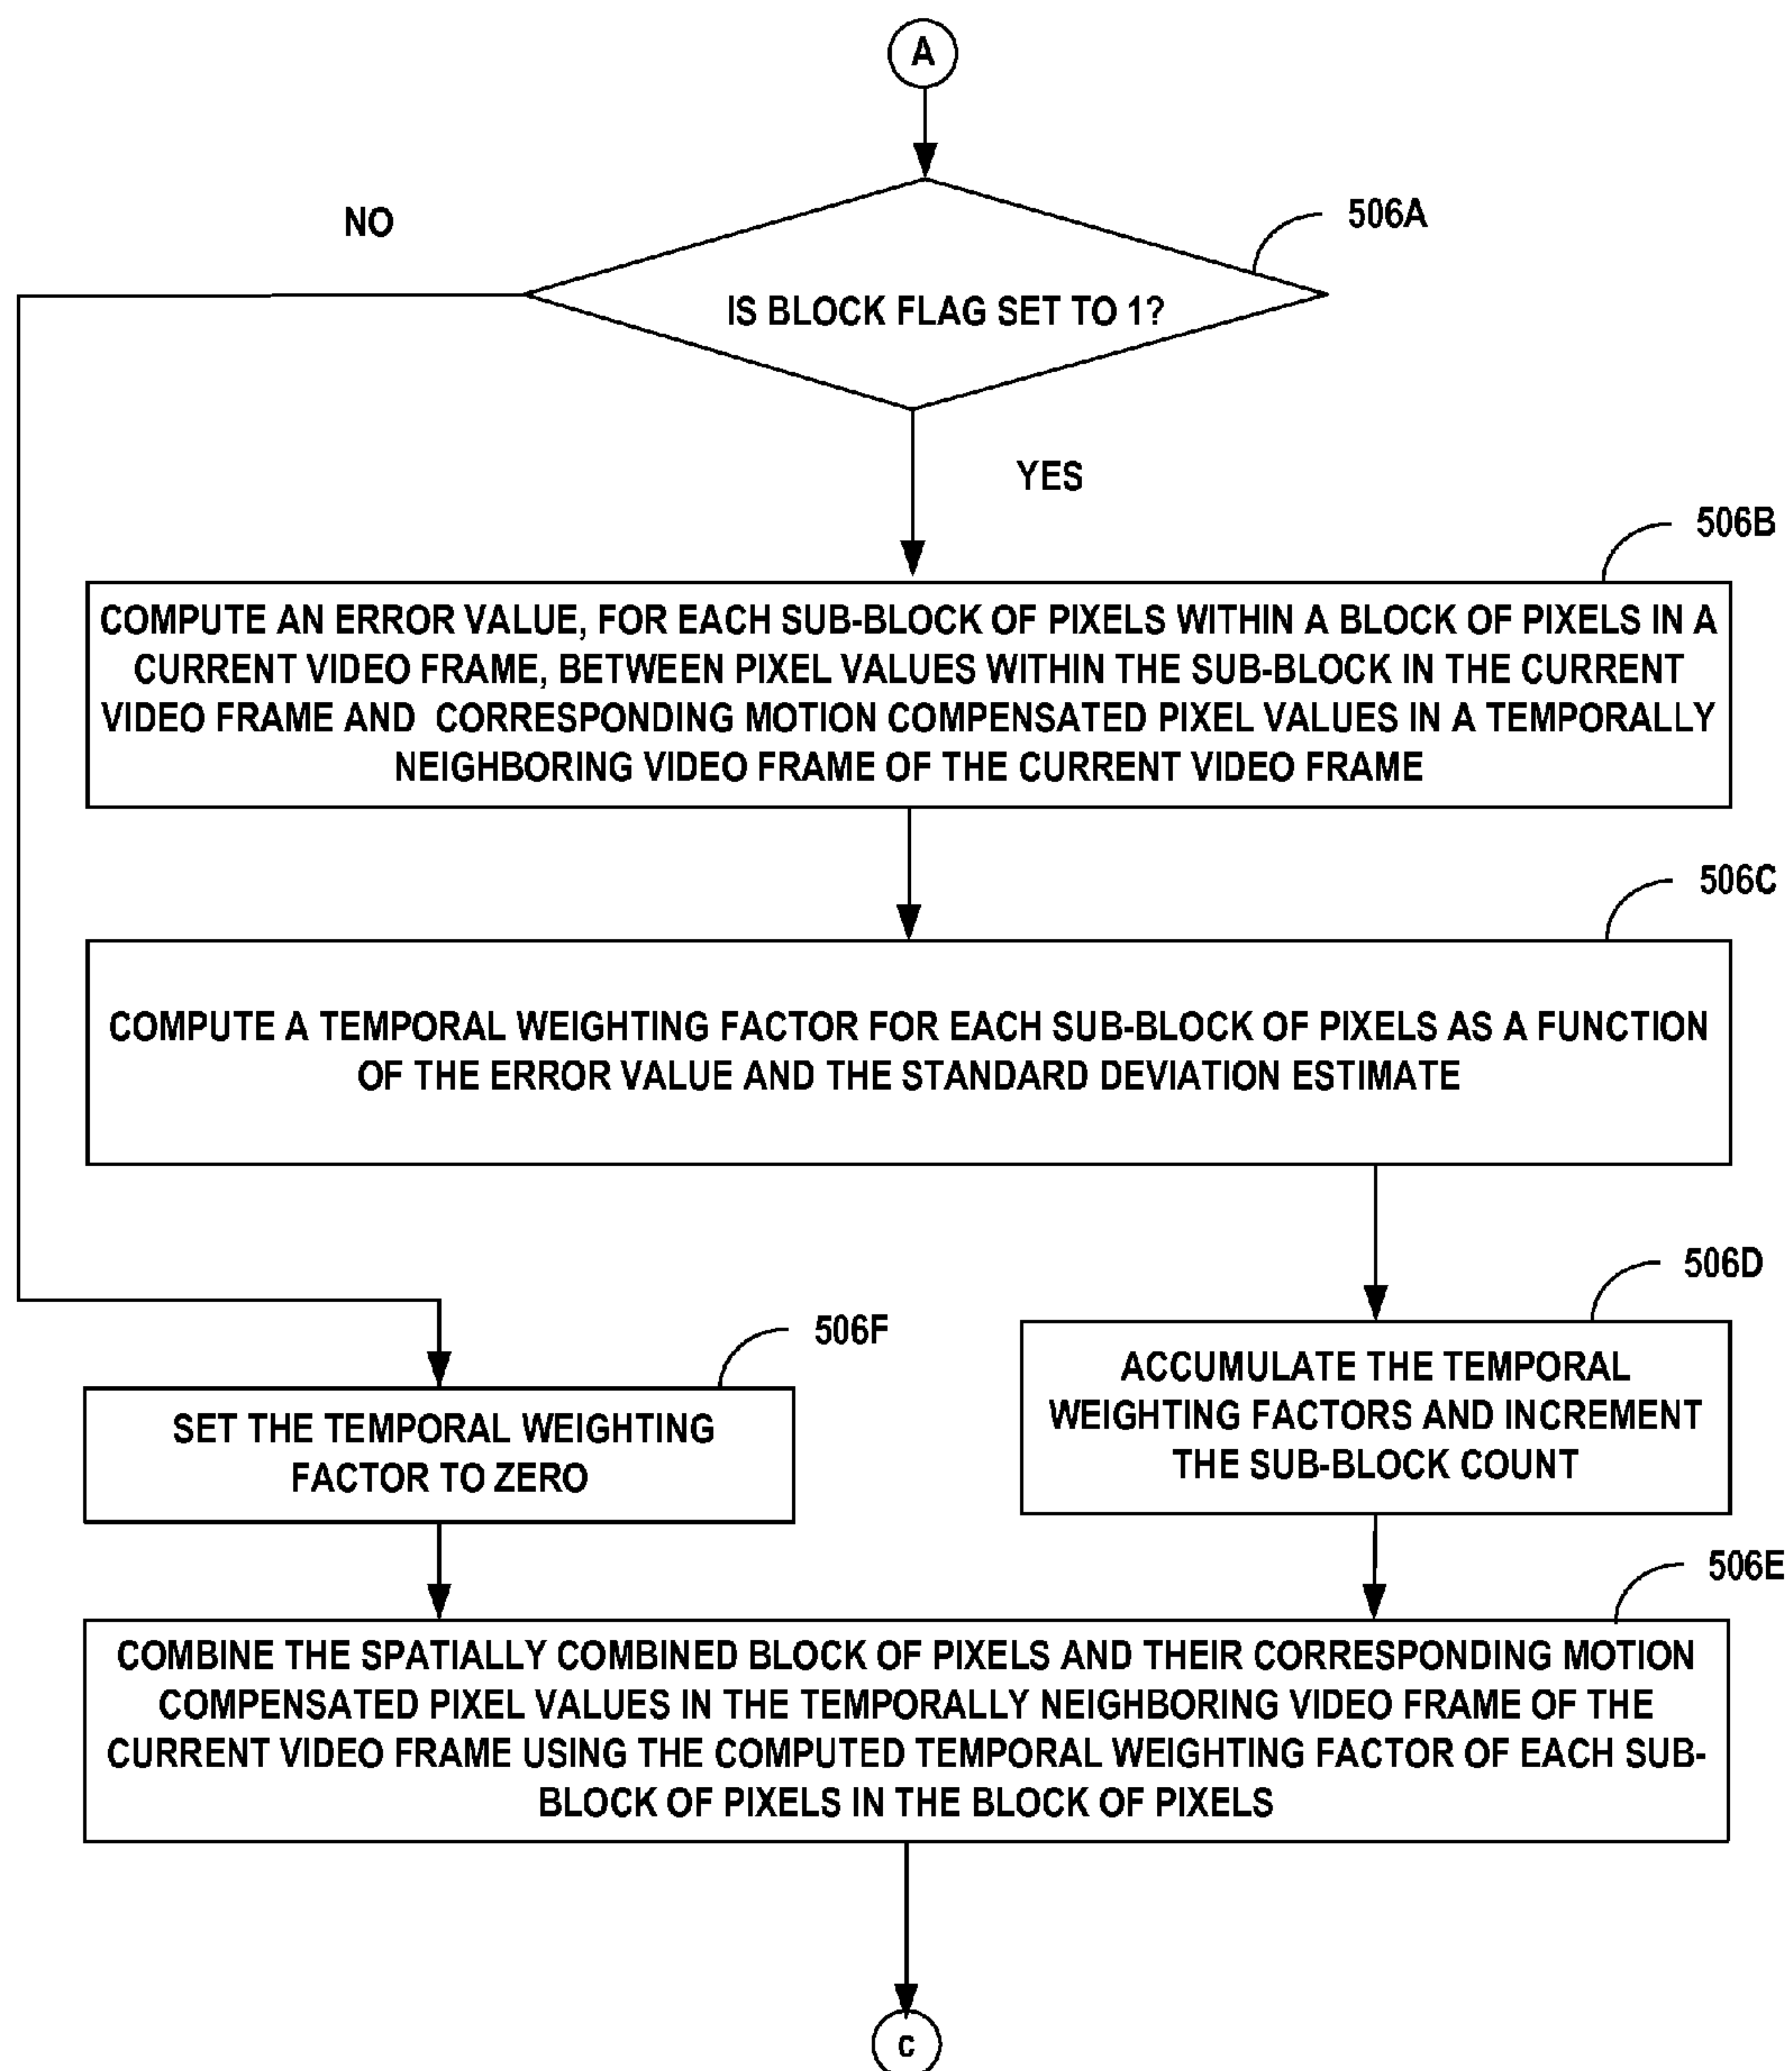 A
NO
506A
IS BLOCK FLAG SET TO 1?
YES
506B
COMPUTE AN ERROR VALUE, FOR EACH SUB-BLOCK OF PIXELS WITHIN A BLOCK OF PIXELS IN A
CURRENT VIDEO FRAME, BETWEEN PIXEL VALUES WITHIN THE SUB-BLOCK IN THE CURRENT
VIDEO FRAME AND CORRESPONDING MOTION COMPENSATED PIXEL VALUES IN A TEMPORALLY
NEIGHBORING VIDEO FRAME OF THE CURRENT VIDEO FRAME
506C
COMPUTE A TEMPORAL WEIGHTING FACTOR FOR EACH SUB-BLOCK OF PIXELS AS A FUNCTION
OF THE ERROR VALUE AND THE STANDARD DEVIATION ESTIMATE
506D
ACCUMULATE THE TEMPORAL
WEIGHTING FACTORS AND INCREMENT
THE SUB-BLOCK COUNT
506F
SET THE TEMPORAL WEIGHTING
FACTOR TO ZERO
506E
COMBINE THE SPATIALLY COMBINED BLOCK OF PIXELS AND THEIR CORRESPONDING MOTION
COMPENSATED PIXEL VALUES IN THE TEMPORALLY NEIGHBORING VIDEO FRAME OF THE
CURRENT VIDEO FRAME USING THE COMPUTED TEMPORAL WEIGHTING FACTOR OF EACH SUB-
BLOCK OF PIXELS IN THE BLOCK OF PIXELS
C